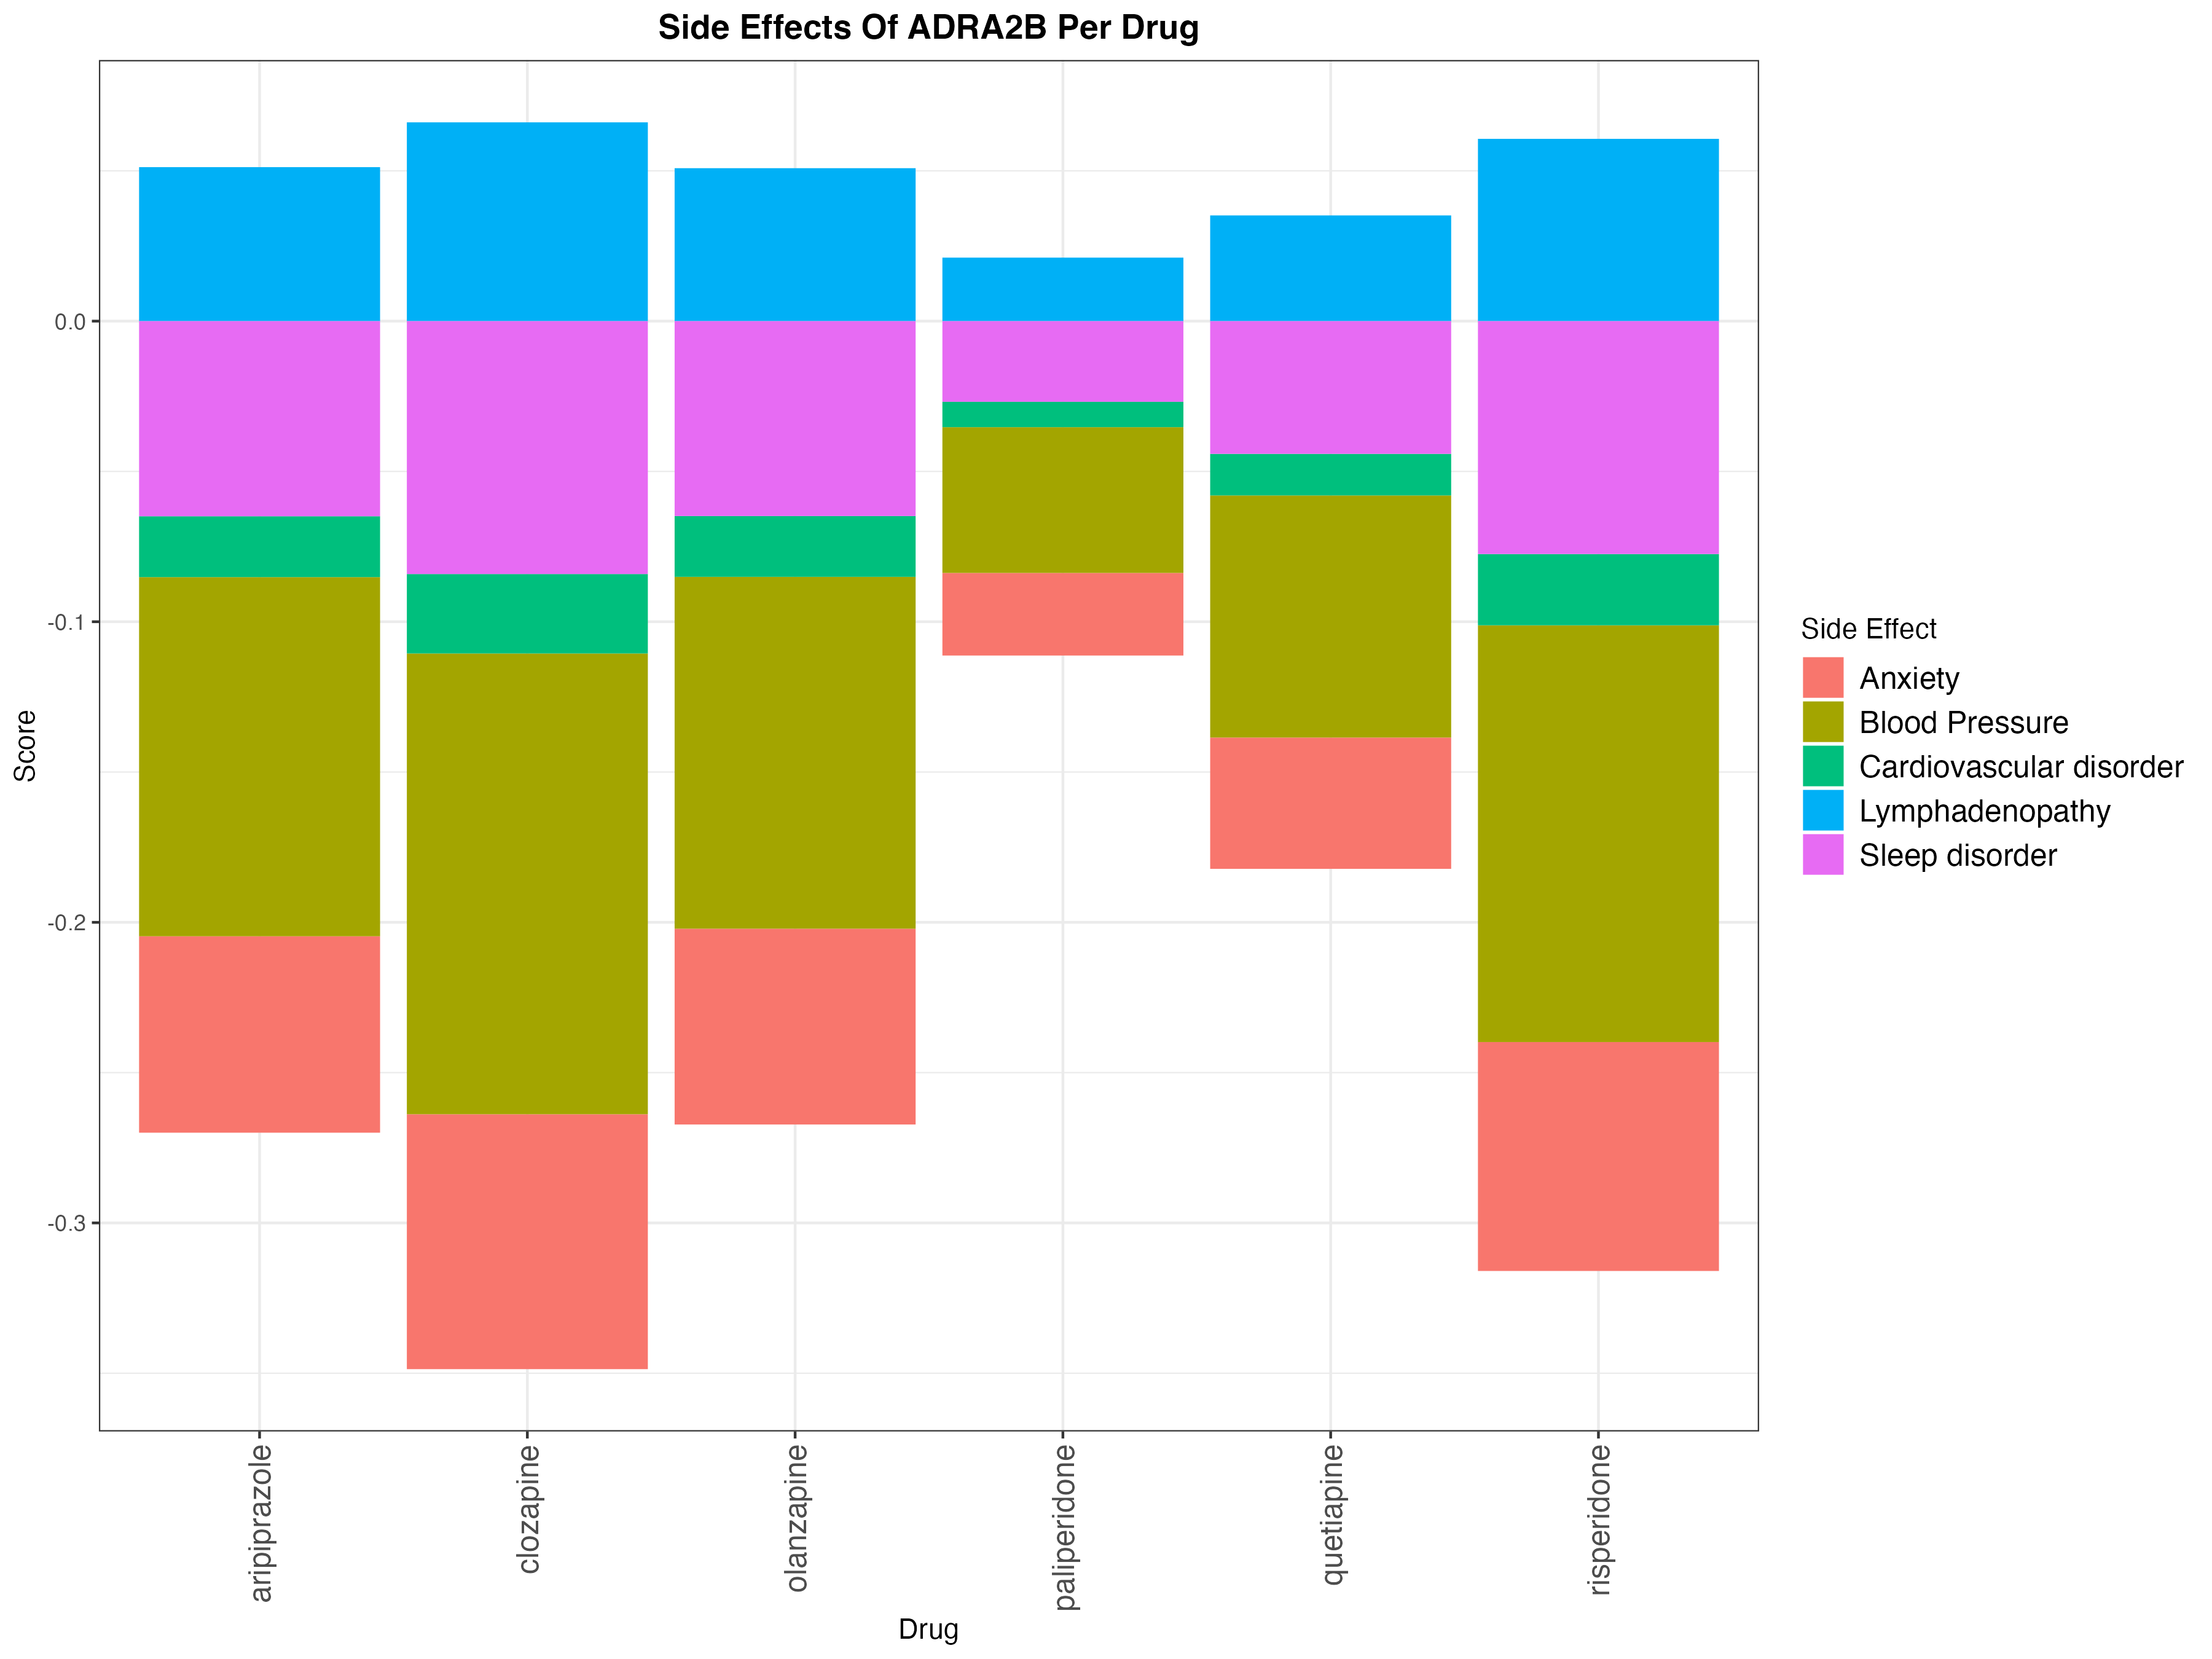 Side Effects Of ADRA2B Per Drug
Score
0.0
-0.1
-0.2
-0.3
aripiprazole
clozapine
olanzapine
paliperidone
quetiapine
risperidone
Drug
Side Effect
Anxiety
Blood Pressure
Cardiovascular disorder
Lymphadenopathy
Sleep disorder